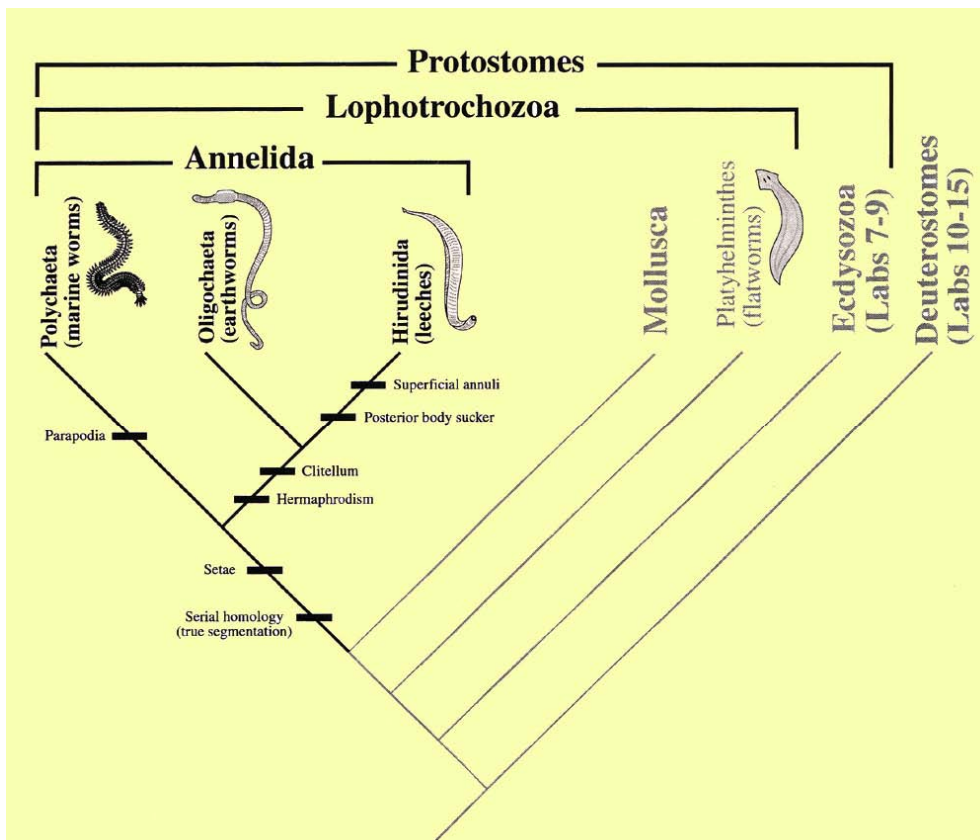 Protostomes
Lophotrochozoa
Annelida
Polychaeta
(marine worms)
Oligochaeta
(earthworms)
Hirudinida
(leeches)
Mollusca
Platyhelminthes
(flatworms)
Ecdysozoa
(Labs 7-9)
Deuterostomes
(Labs 10-15)
Superficial annuli
Posterior body sucker
Parapodia
Clitellum
Hermaphrodism
Setae
Serial homology
(true segmentation)